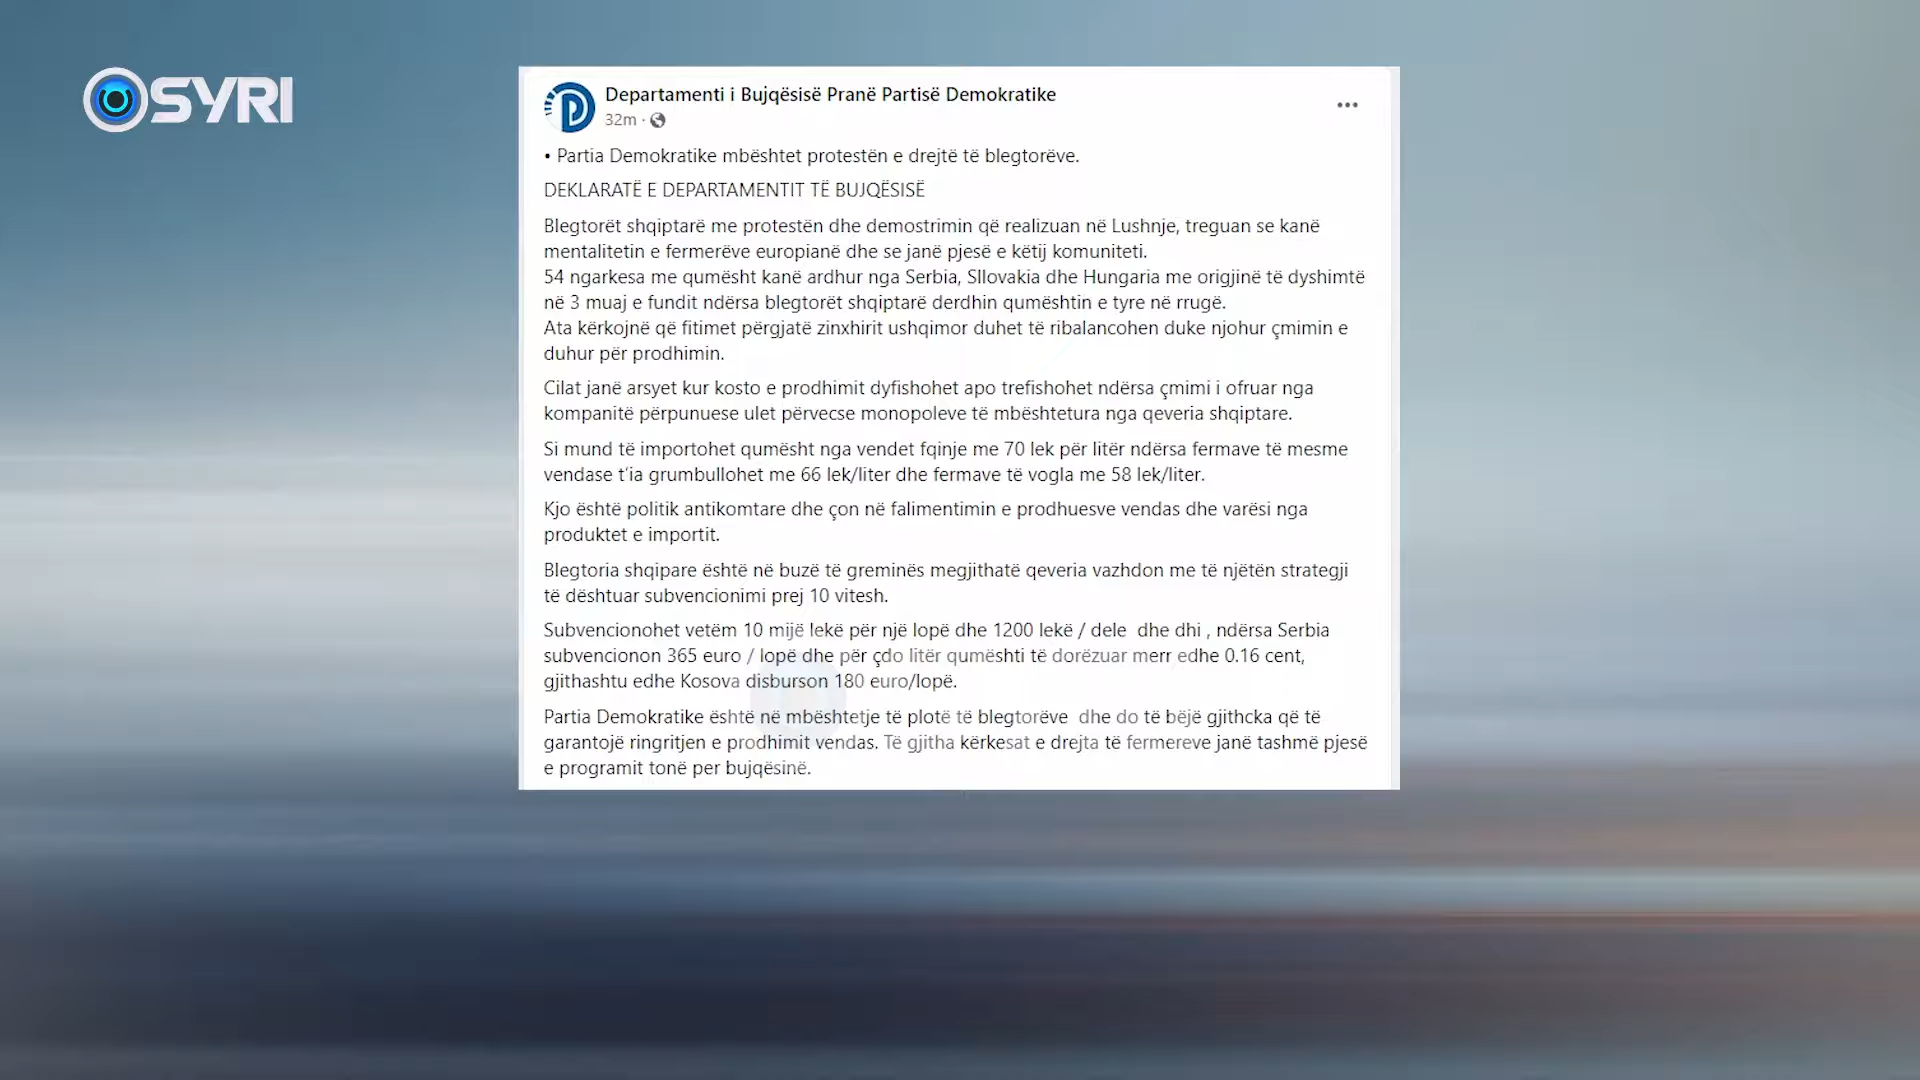 SYRI
Departamenti i Bujqësisë Pranë Partisë Demokratike
32m ·
• Partia Demokratike mbështet protestën e drejtë të blegtorëve.
DEKLARATË E DEPARTAMENTIT TË BUJQËSISË
Blegtorët shqiptarë me protestën dhe demostrimin që realizuan në Lushnje, treguan se kanë
mentalitetin e fermerëve europianë dhe se janë pjesë e këtij komuniteti.
54 ngarkesa me qumësht kanë ardhur nga Serbia, Sllovakia dhe Hungaria me origjinë të dyshimtë
në 3 muaj e fundit ndërsa blegtorët shqiptarë derdhin qumështin e tyre në rrugë.
Ata kërkojnë që fitimet përgjatë zinxhirit ushqimor duhet të ribalancohen duke njohur çmimin e
duhur për prodhimin.
Cilat janë arsyet kur kosto e prodhimit dyfishohet apo trefishohet ndërsa çmimi i ofruar nga
kompanitë përpunuese ulet përvecse monopoleve të mbështetura nga qeveria shqiptare.
Si mund të importohet qumësht nga vendet fqinje me 70 lek për litër ndërsa fermave të mesme
vendase t'ia grumbullohet me 66 lek/liter dhe fermave të vogla me 58 lek/liter.
Kjo është politik antikomtare dhe çon në falimentimin e prodhuesve vendas dhe varësi nga
produktet e importit.
Blegtoria shqipare është në buzë të greminës megjithatë qeveria vazhdon me të njëtën strategji
të dështuar subvencionimi prej 10 vitesh.
Subvencionohet vetëm 10 mijë lekë për një lopë dhe 1200 lekë / dele  dhe dhi , ndërsa Serbia
subvencionon 365 euro / lopë dhe për çdo litër qumështi të dorëzuar merr edhe 0.16 cent,
gjithashtu edhe Kosova disburson 180 euro/lopë.
Partia Demokratike është në mbështetje të plotë të blegtorëve  dhe do të bëjë gjithcka që të
garantojë ringritjen e prodhimit vendas. Të gjitha kërkesat e drejta të fermereve janë tashmë pjesë
e programit tonë per bujqësinë.